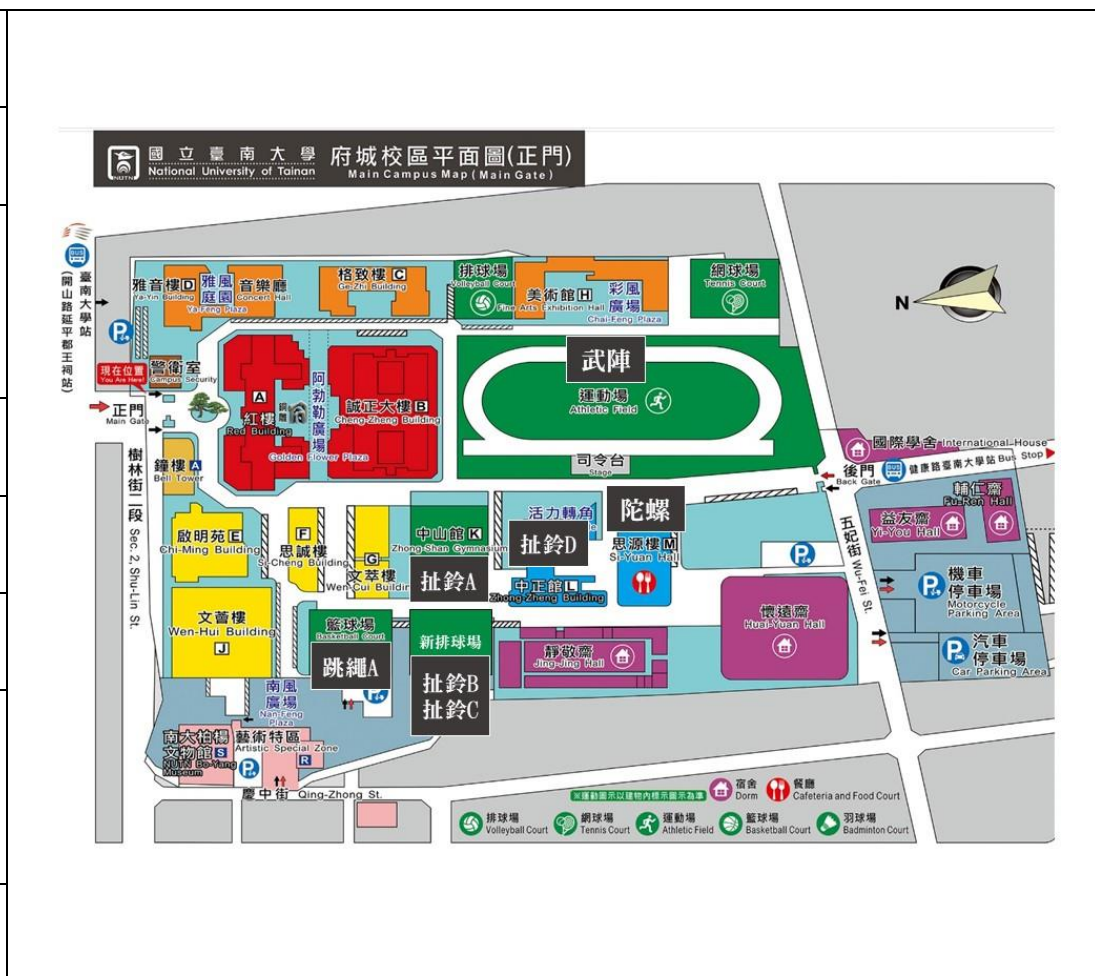 國立臺南大學
National University of Tainan
府城校區平面圖(正門)
Main Campus Map (Main Gate)
NUTN
BUS
臺南大學站
(開山路延平郡王祠站)
雅音樓 D
Ya-Yin Building
雅風庭園
Ya-Feng Plaza
音樂廳
Concert Hall
格致樓 C
Ge-Zhi Building
排球場
Volleyball Court
美術館 H
Fine Arts Exhibition Hall
彩風廣場
Chai-Feng Plaza
網球場
Tennis Court
N
P
現在位置
You Are Here!
警衛室
Campus Security
正門
Main Gate
A
紅樓
Red Building
銅雕
阿勃勒廣場
Golden Flower Plaza
誠正大樓 B
Cheng-Zheng Building
武陣
運動場
Athletic Field
司令台
Stage
國際學舍 International House
後門
Back Gate
BUS
健康路臺南大學站 Bus Stop
樹林街二段 Sec. 2, Shu-Lin St.
鐘樓 A
Bell Tower
啟明苑 E
Chi-Ming Building
F
思誠樓
Si-Cheng Building
G
文萃樓
Wen-Cui Building
中山館 K
Zhong-Shan Gymnasium
扯鈴A
活力轉角
扯鈴D
中正館 L
Zhong-Zheng Building
陀螺
思源樓 M
Si-Yuan Hall
P
五妃街 Wu-Fei St.
益友齋
Yi-You Hall
輔仁齋
Fu-Ren Hall
P
機車停車場
Motorcycle Parking Area
P
汽車停車場
Car Parking Area
文薈樓
Wen-Hui Building
J
籃球場
Basketball Court
跳繩A
P
新排球場
扯鈴B
扯鈴C
靜敬齋
Jing-Jing Hall
懷遠齋
Huai-Yuan Hall
南風廣場
Nan-Feng Plaza
南大柏楊文物館 S
NUTN Bo-Yang Museum
藝術特區
Artistic Special Zone
R
P
慶中街 Qing-Zhong St.
※運動圖示以建物內標示圖示為準
宿舍
Dorm
餐廳
Cafeteria and Food Court
排球場
Volleyball Court
網球場
Tennis Court
運動場
Athletic Field
籃球場
Basketball Court
羽球場
Badminton Court